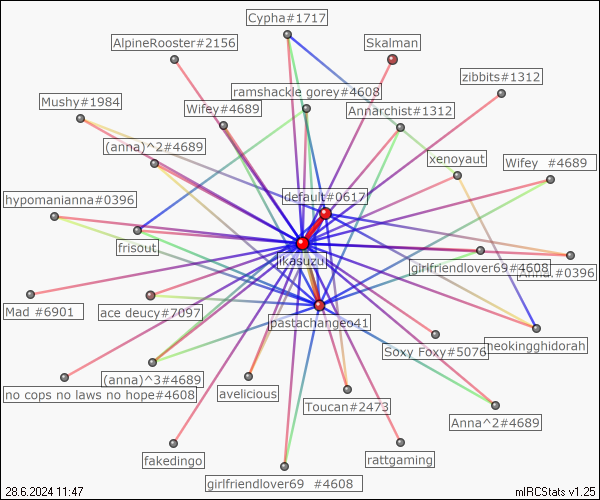 Cypha#1717
AlpineRooster#2156
Skalman
zibbits#1312
ramshackle gorey#4608
Mushy#1984
Wifey#4689
Annarchist#1312
(anna)^2#4689
xenoyaut
Wifey #4689
default#0617
hypomanianna#0396
frisout
ikasuzu
girlfriendlover69#4608
#0396
Mad #6901
ace deucy#7097
pastachangeo41
Soxy Foxy#5076
neokingghidorah
(anna)^3#4689
no cops no laws no hope#4608
avelicious
Toucan#2473
Anna^2#4689
fakedingo
rattgaming
girlfriendlover69 #4608
28.6.2024 11:47
mIRCStats v1.25